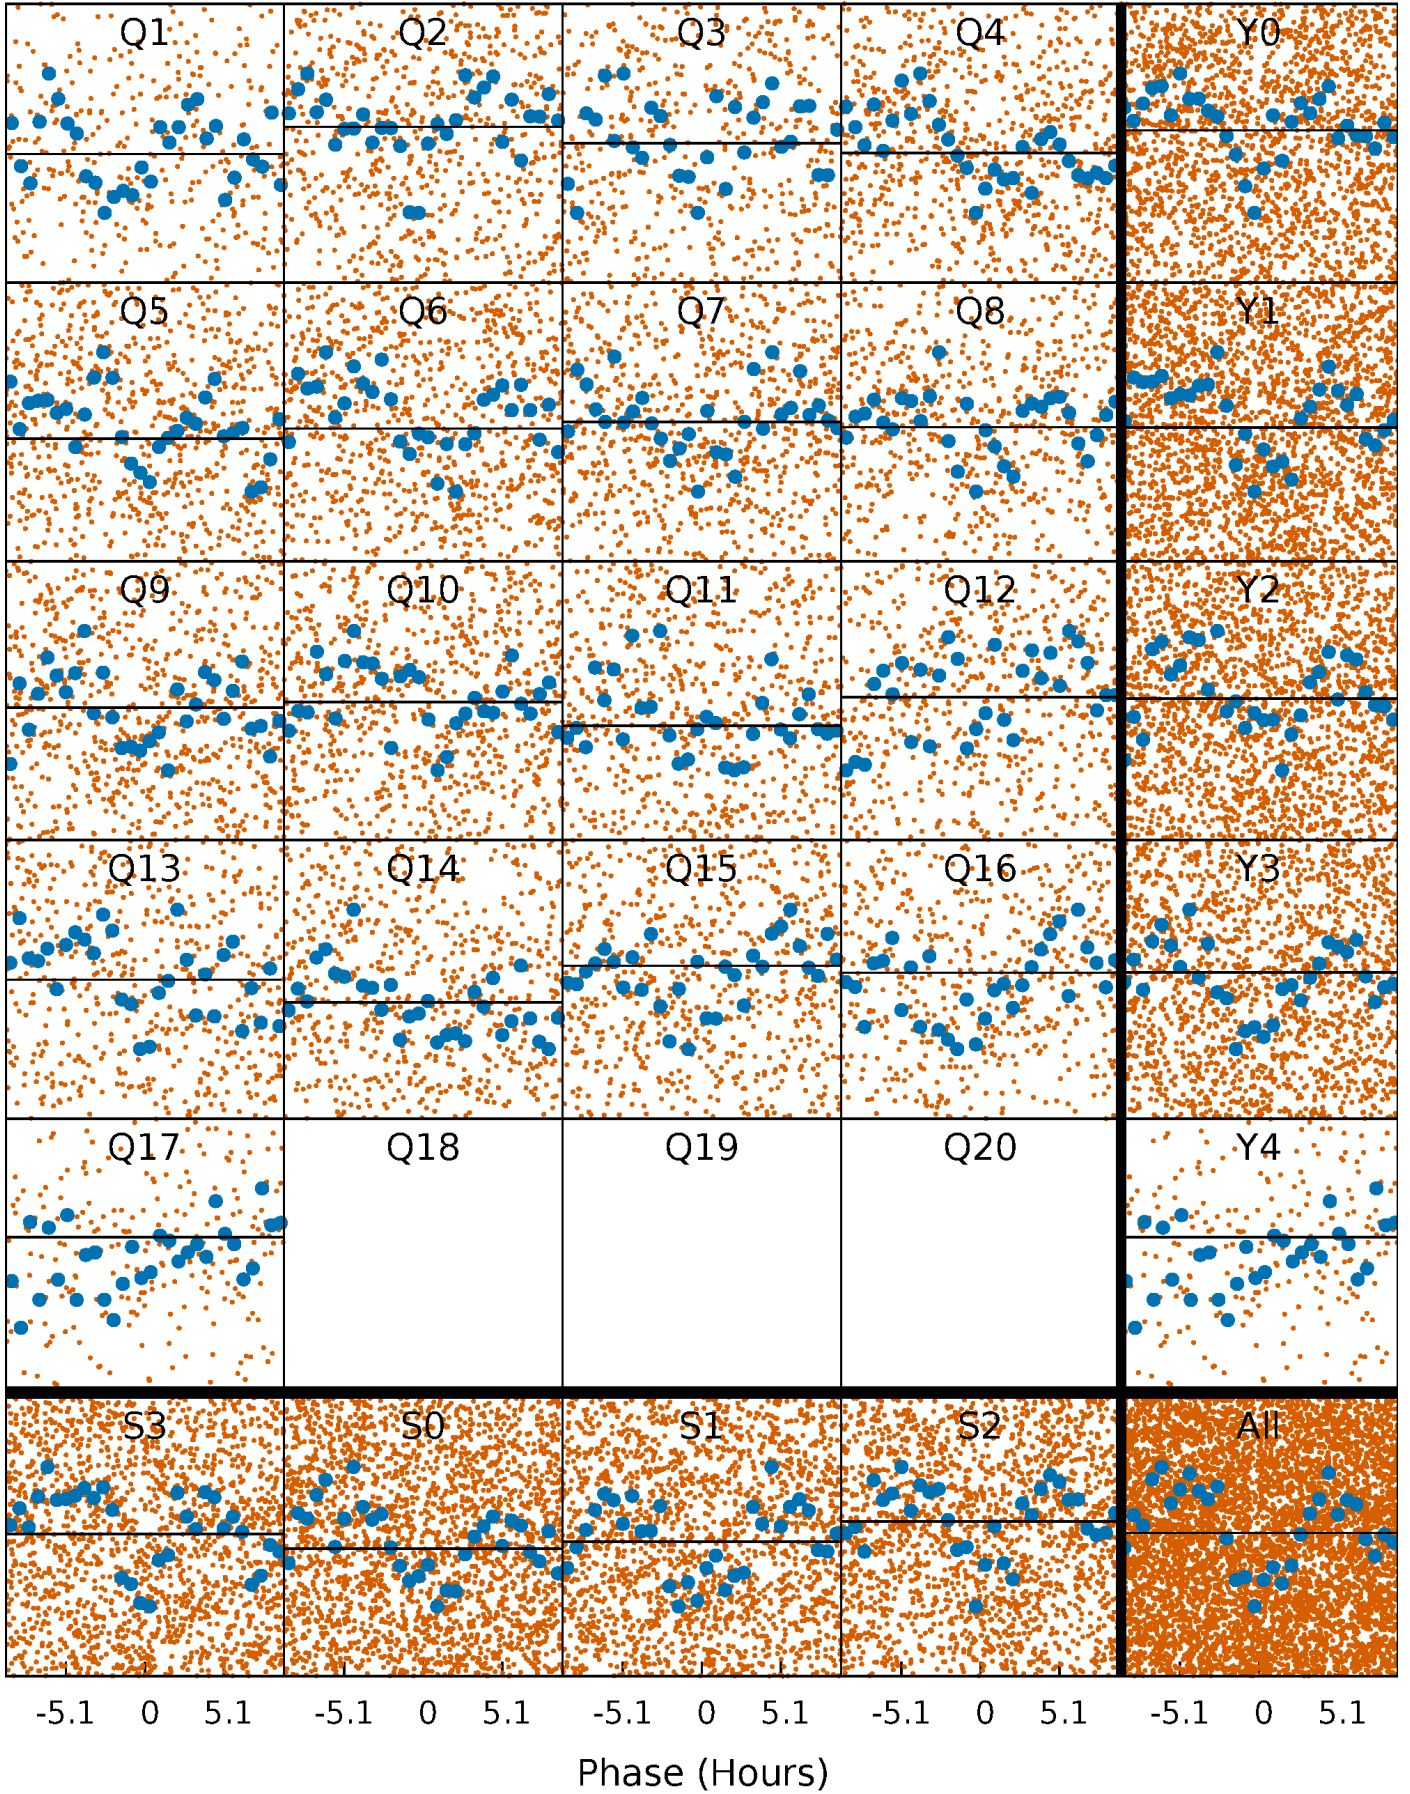 Q1 Q2 Q3 Q4 Y0
Q5 Q6 Q7 Q8 Y1
Q9 Q10 Q11 Q12 Y2
Q13 Q14 Q15 Q16 Y3
Q17 Q18 Q19 Q20 Y4
S3 S0 S1 S2 All
-5.1 0 5.1 -5.1 0 5.1 -5.1 0 5.1 -5.1 0 5.1 -5.1 0 5.1
Phase (Hours)